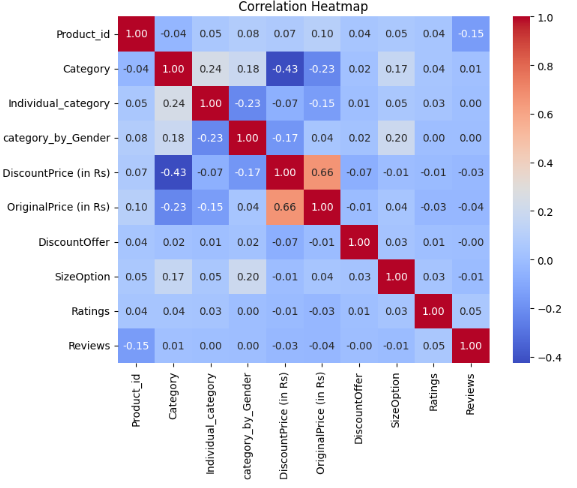 Correlation Heatmap
Product_id 1.00 -0.04 0.05 0.08 0.07 0.10 0.04 0.05 0.04 -0.15
Category -0.04 1.00 0.24 0.18 -0.43 -0.23 0.02 0.17 0.04 0.01
Individual_category 0.05 0.24 1.00 -0.23 -0.07 -0.15 0.01 0.05 0.03 0.00
category_by_Gender 0.08 0.18 -0.23 1.00 -0.17 0.04 0.02 0.20 0.00 0.00
DiscountPrice (in Rs) 0.07 -0.43 -0.07 -0.17 1.00 0.66 -0.07 -0.01 -0.01 -0.03
OriginalPrice (in Rs) 0.10 -0.23 -0.15 0.04 0.66 1.00 -0.01 0.04 -0.03 -0.04
DiscountOffer 0.04 0.02 0.01 0.02 -0.07 -0.01 1.00 0.03 0.01 -0.00
SizeOption 0.05 0.17 0.05 0.20 -0.01 0.04 0.03 1.00 0.03 -0.01
Ratings 0.04 0.04 0.03 0.00 -0.01 -0.03 0.01 0.03 1.00 0.05
Reviews -0.15 0.01 0.00 0.00 -0.03 -0.04 -0.00 -0.01 0.05 1.00
Product_id
Category
Individual_category
category_by_Gender
DiscountPrice (in Rs)
OriginalPrice (in Rs)
DiscountOffer
SizeOption
Ratings
Reviews
1.0
0.8
0.6
0.4
0.2
0.0
−0.2
−0.4